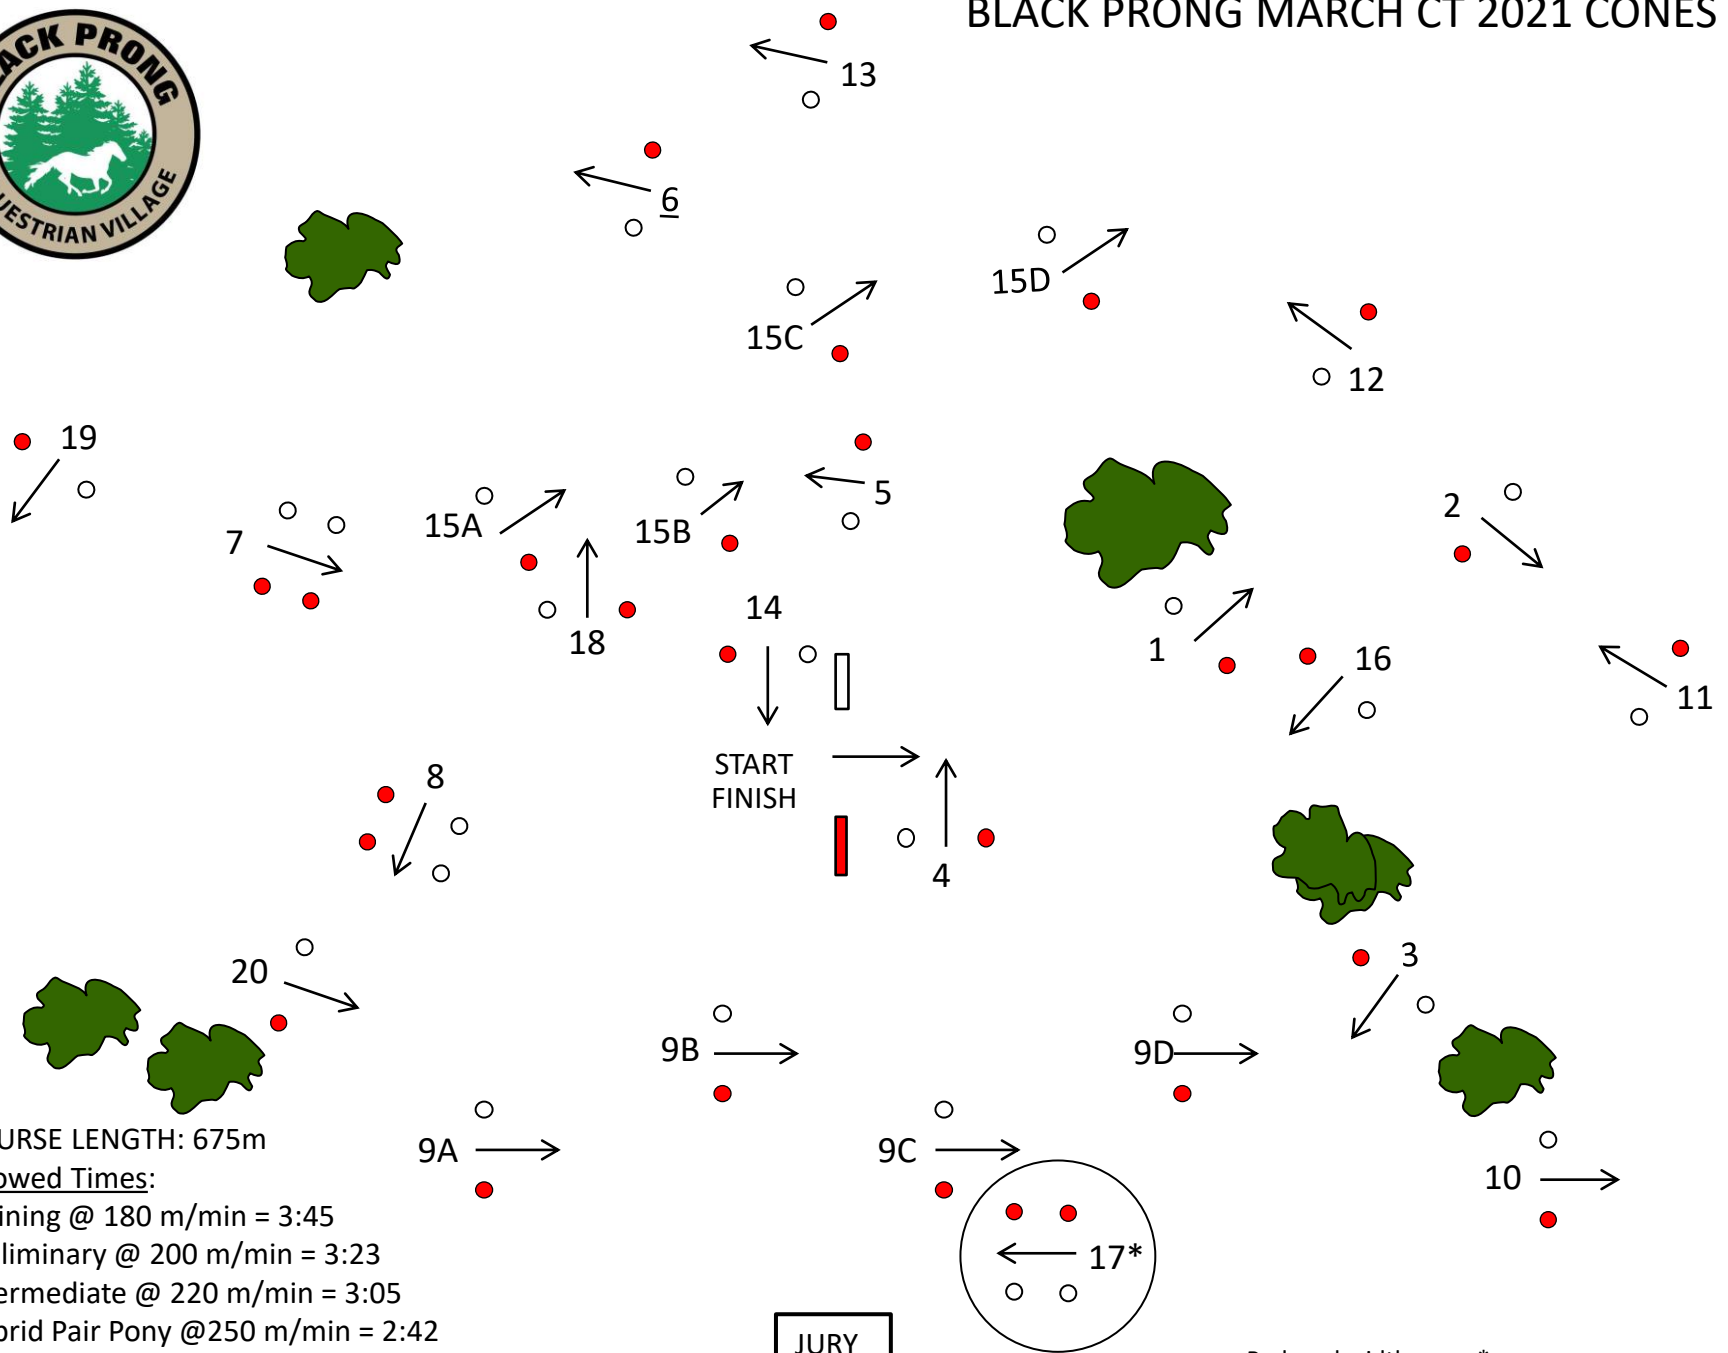 BLACK PRONG MARCH CT 2021 CONES
ACK PRONG
UESTRIAN VILLAGE
13
6
15D
15C
12
19
5
2
15A
15B
7
14
18
1
16
11
START
FINISH
8
4
3
20
9B
9D
9A
9C
10
17*
URSE LENGTH: 675m
owed Times:
ining @ 180 m/min = 3:45
liminary @ 200 m/min = 3:23
ermediate @ 220 m/min = 3:05
brid Pair Pony @250 m/min = 2:42
JURY